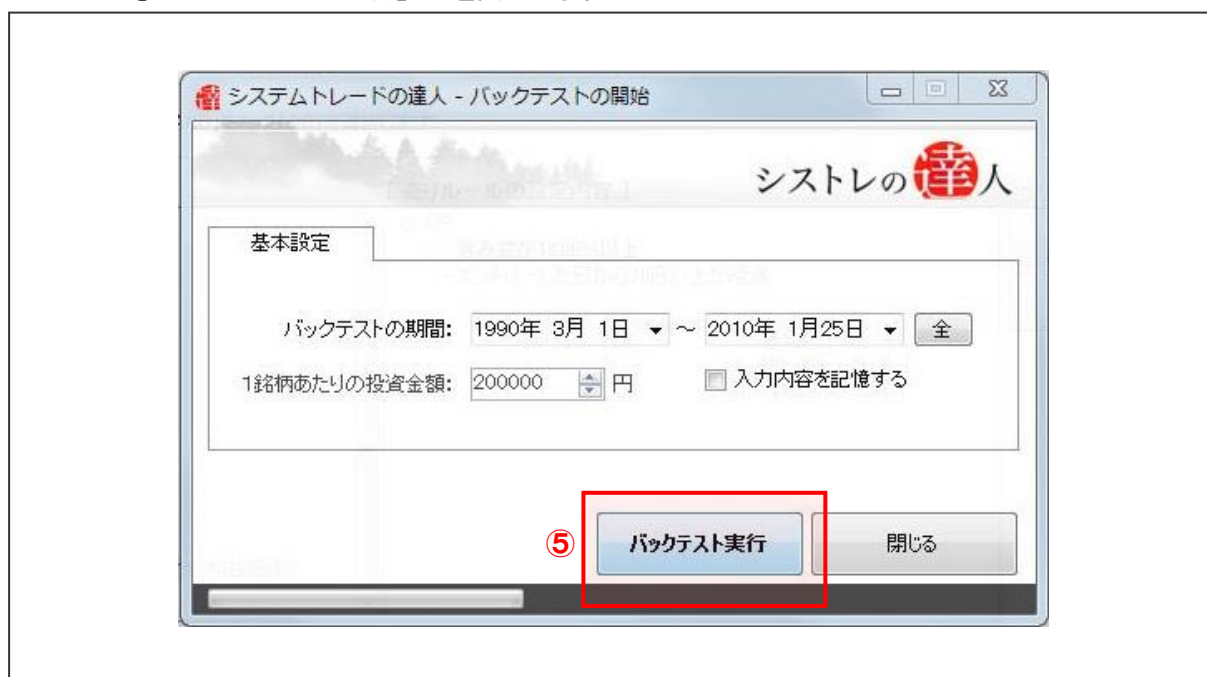 システムトレードの達人 - バックテストの開始
シストレの達人
基本設定
バックテストの期間: 1990年 3月 1日 ～ 2010年 1月25日 全
1銘柄あたりの投資金額: 200000 円 入力内容を記憶する
⑤ バックテスト実行 閉じる